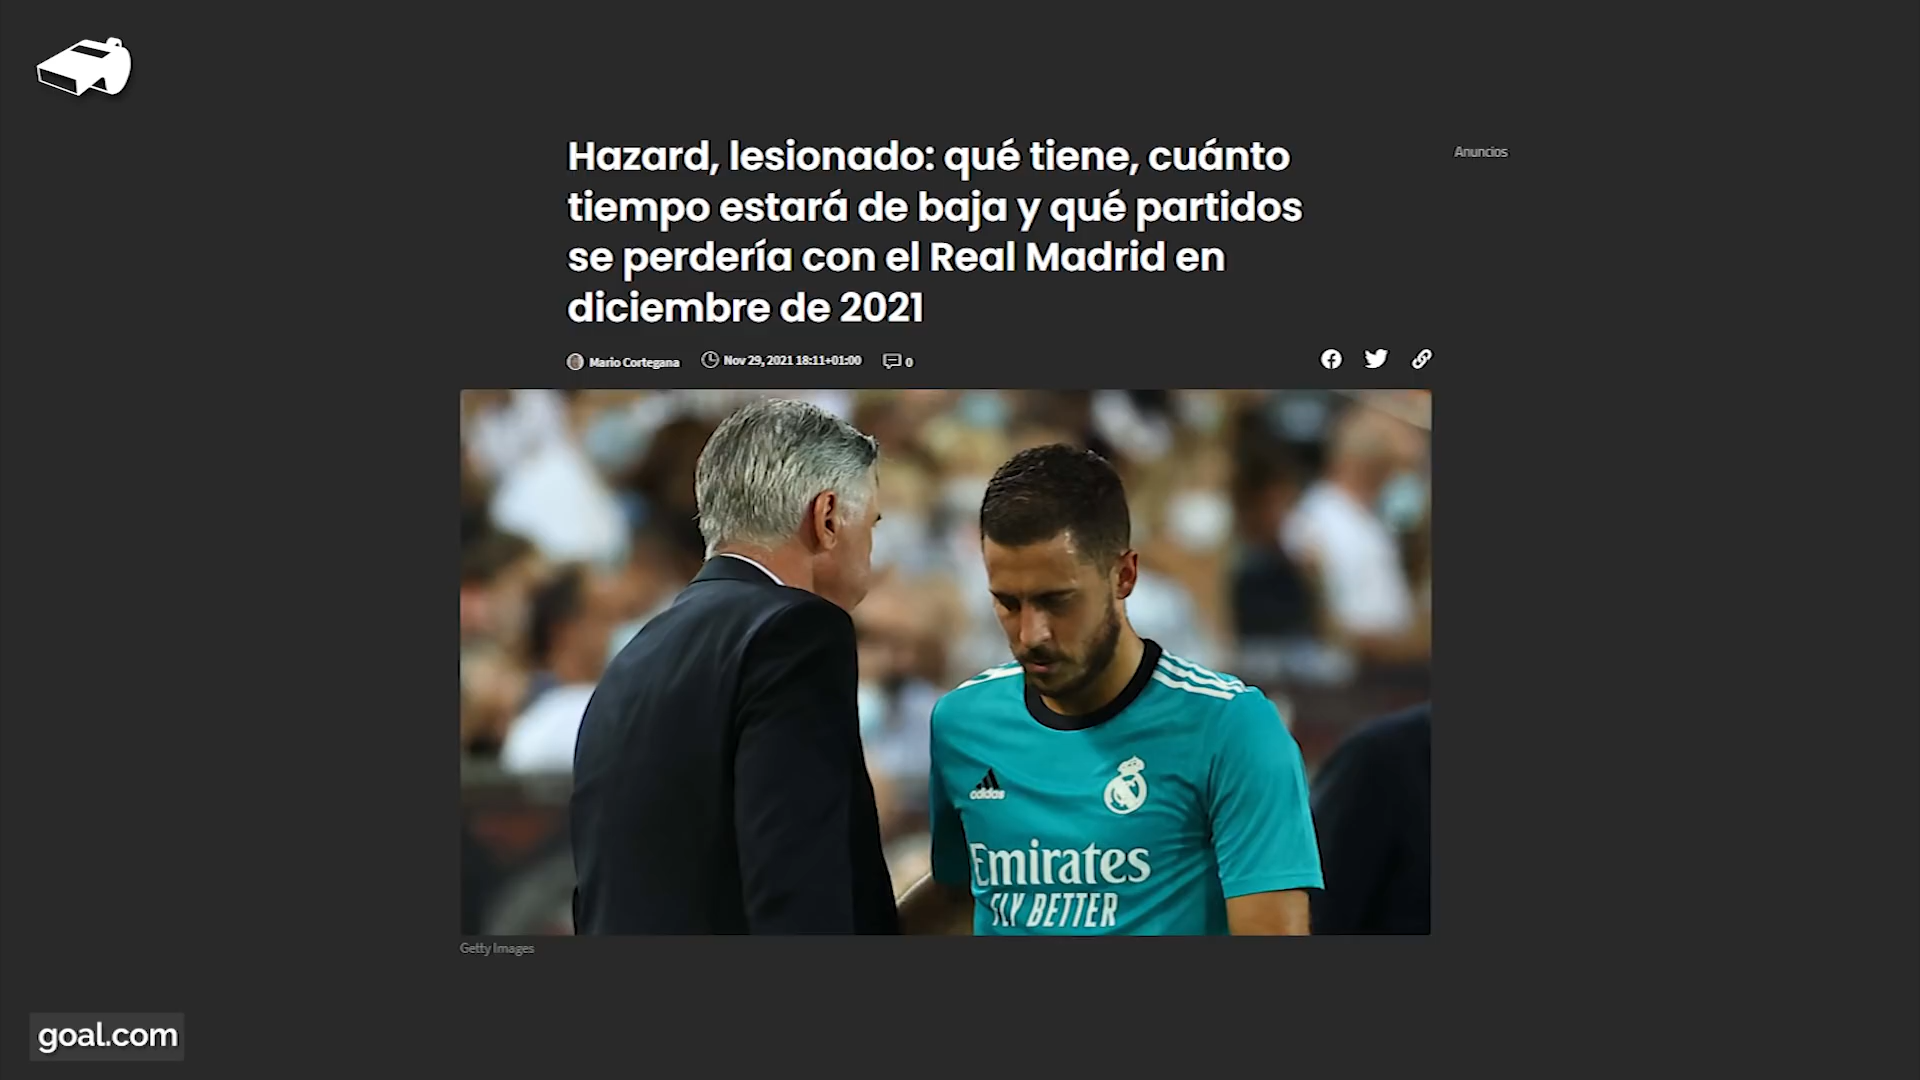 Hazard, lesionado: qué tiene, cuánto
tiempo estará de baja y qué partidos
se perdería con el Real Madrid en
diciembre de 2021
Anuncios
Mario Cortegana
Nov 29, 2021 18:11+01:00
0
adidas
Emirates
FLY BETTER
Getty Images
goal.com